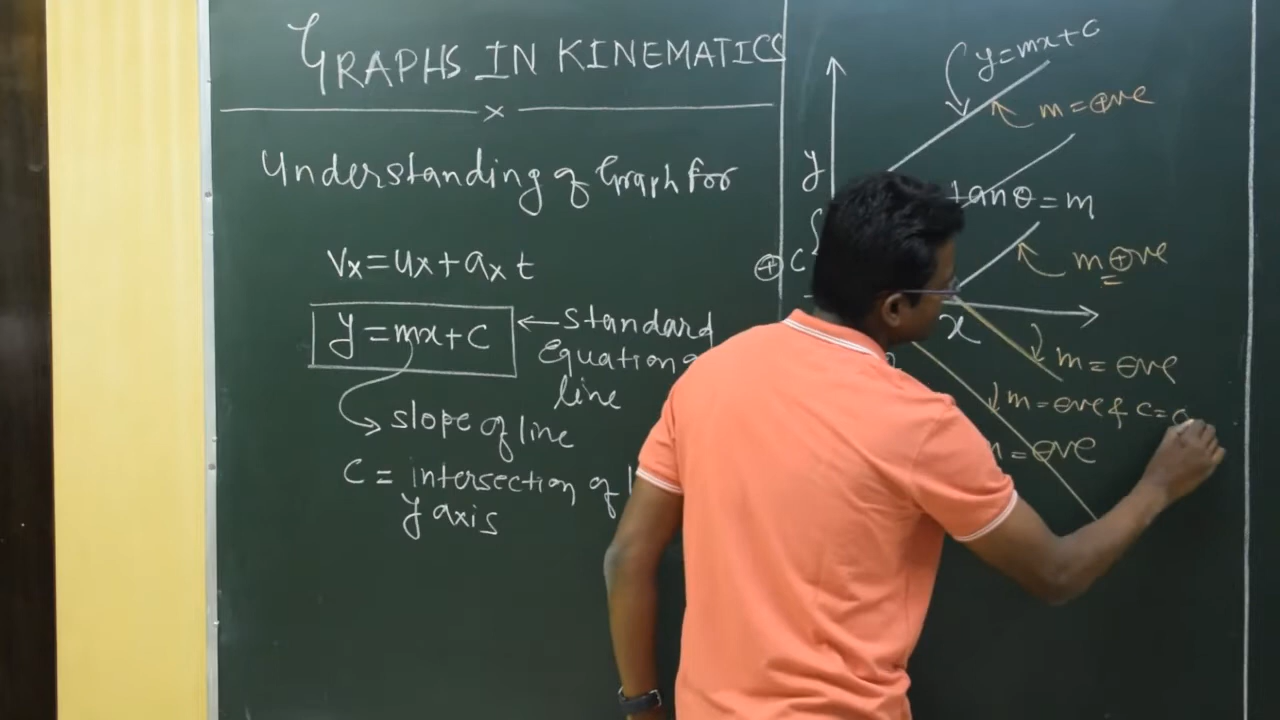 GRAPHS IN KINEMATICS
x
Understanding of Graph for
Vx = ux + ax t
y = mx + c
Standard
Equation
line
slope of line
C = intersection of
y axis
y = mx + c
m = ⊕ve
y
tanθ = m
⊕ C
m ⊕ve
x
m = ⊖ve
m = ⊖ve & c =
= ⊖ve